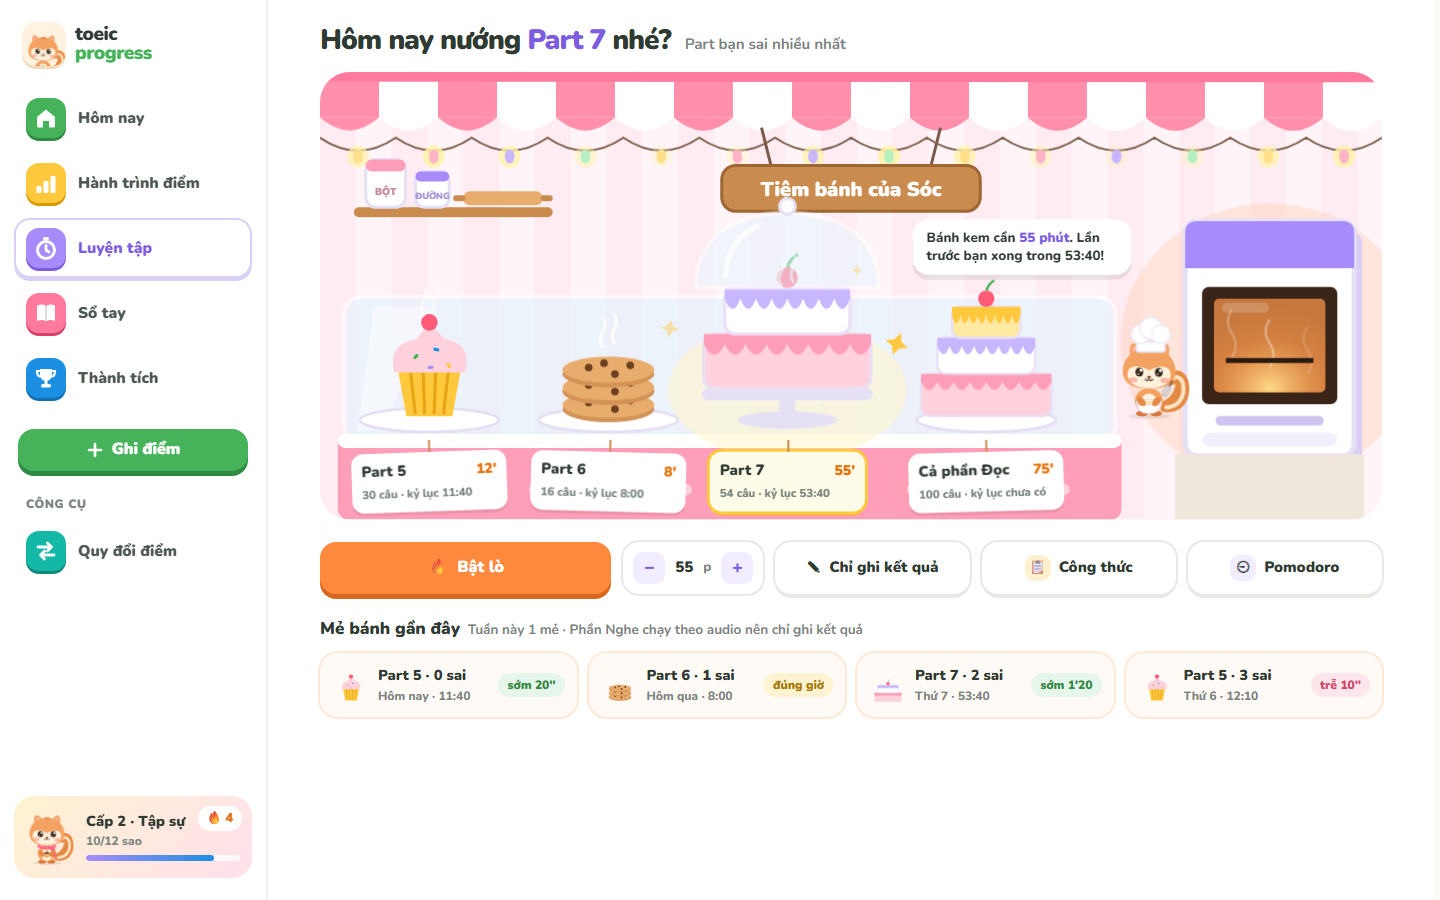 toeic
progress
Hôm nay
Hành trình điểm
Luyện tập
Sổ tay
Thành tích
+ Ghi điểm
CÔNG CỤ
Quy đổi điểm
Cấp 2 · Tập sự
4
10/12 sao
Hôm nay nướng Part 7 nhé? Part bạn sai nhiều nhất
BỘT
ĐƯỜNG
Tiệm bánh của Sóc
Bánh kem cần 55 phút. Lần
trước bạn xong trong 53:40!
Part 5 12'
30 câu · kỷ lục 11:40
Part 6 8'
16 câu · kỷ lục 8:00
Part 7 55'
54 câu · kỷ lục 53:40
Cả phần Đọc 75'
100 câu · kỷ lục chưa có
Bật lò
− 55 p +
Chỉ ghi kết quả
Công thức
Pomodoro
Mẻ bánh gần đây Tuần này 1 mẻ · Phần Nghe chạy theo audio nên chỉ ghi kết quả
Part 5 · 0 sai
Hôm nay · 11:40
sớm 20"
Part 6 · 1 sai
Hôm qua · 8:00
đúng giờ
Part 7 · 2 sai
Thứ 7 · 53:40
sớm 1'20
Part 5 · 3 sai
Thứ 6 · 12:10
trễ 10"